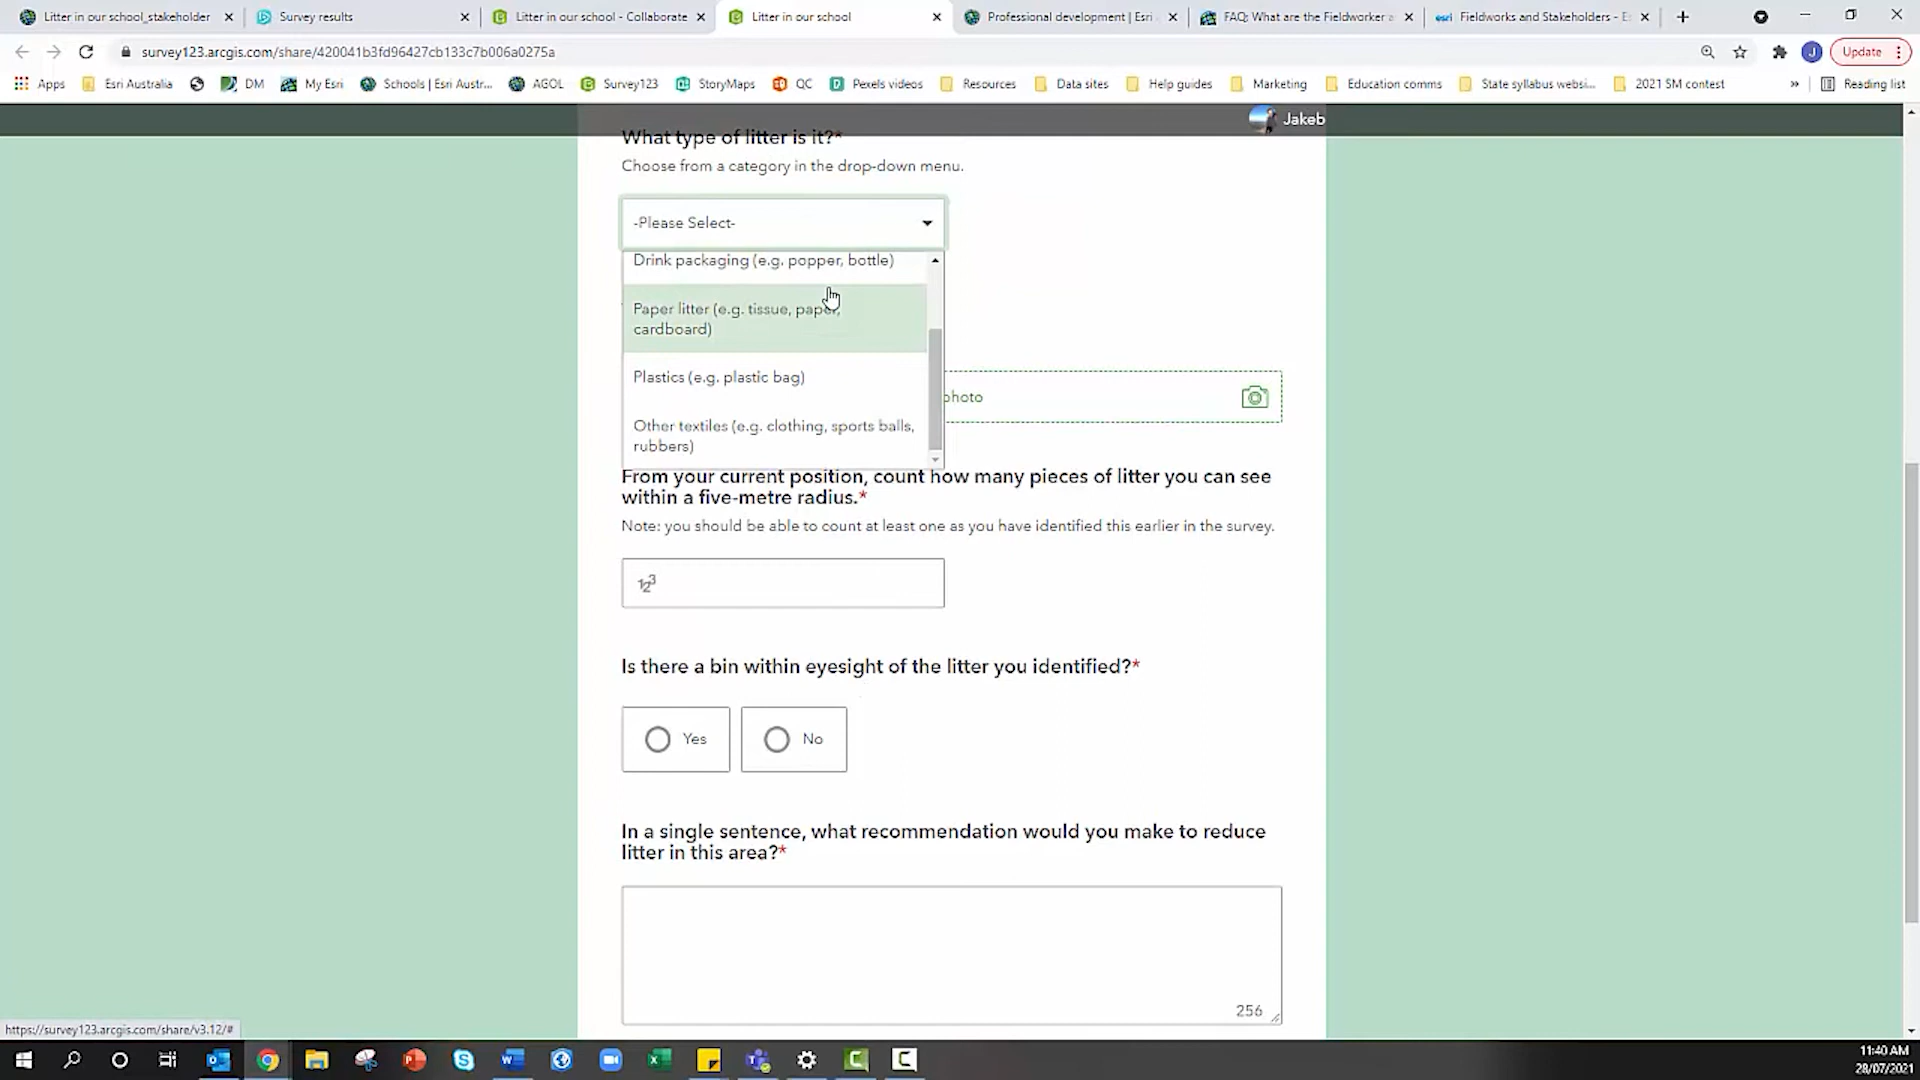 Litter in our school_stakeholder
Survey results
Litter in our school - Collaborate
Litter in our school
Professional development | Esri
FAQ: What are the Fieldworker a
Fieldworks and Stakeholders - Es
survey123.arcgis.com/share/420041b3fd96427cb133c7b006a0275a
J
Update
Apps
Esri Australia
DM
My Esri
Schools | Esri Austr...
AGOL
Survey123
StoryMaps
QC
Pexels videos
Resources
Data sites
Help guides
Marketing
Education comms
State syllabus websi...
2021 SM contest
»
Reading list
Jakeb
What type of litter is it?*
Choose from a category in the drop-down menu.
-Please Select-
Drink packaging (e.g. popper, bottle)
Paper litter (e.g. tissue, paper,
cardboard)
Plastics (e.g. plastic bag)
photo
Other textiles (e.g. clothing, sports balls,
rubbers)
From your current position, count how many pieces of litter you can see
within a five-metre radius.*
Note: you should be able to count at least one as you have identified this earlier in the survey.
123
Is there a bin within eyesight of the litter you identified?*
Yes
No
In a single sentence, what recommendation would you make to reduce
litter in this area?*
256
https://survey123.arcgis.com/share/v3.12/#
11:40 AM
28/07/2021